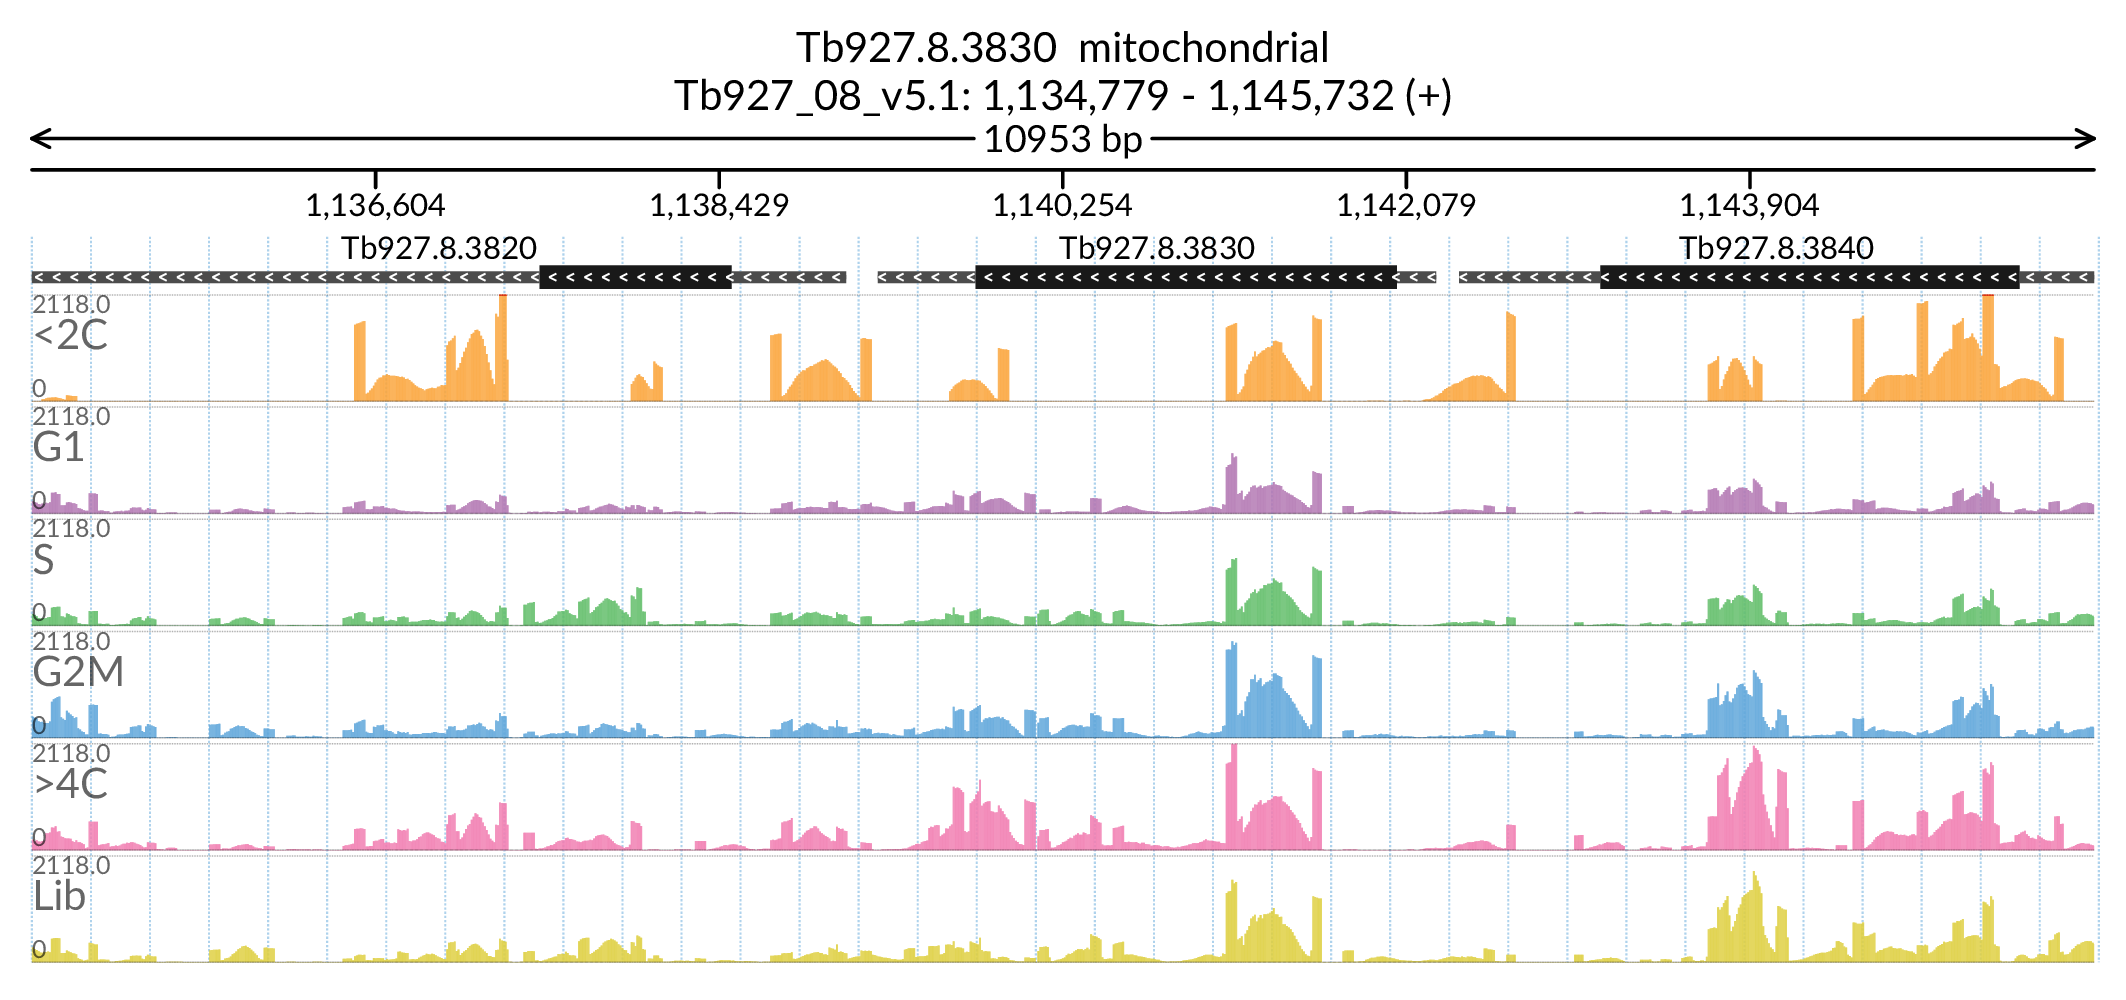 Tb927.8.3830 mitochondrial
Tb927_08_v5.1: 1,134,779 - 1,145,732 (+)
10953 bp
1,136,604 1,138,429 1,140,254 1,142,079 1,143,904
Tb927.8.3820 Tb927.8.3830 Tb927.8.3840
2118.0
<2C
0
2118.0
G1
0
2118.0
S
0
2118.0
G2M
0
2118.0
>4C
0
2118.0
Lib
0